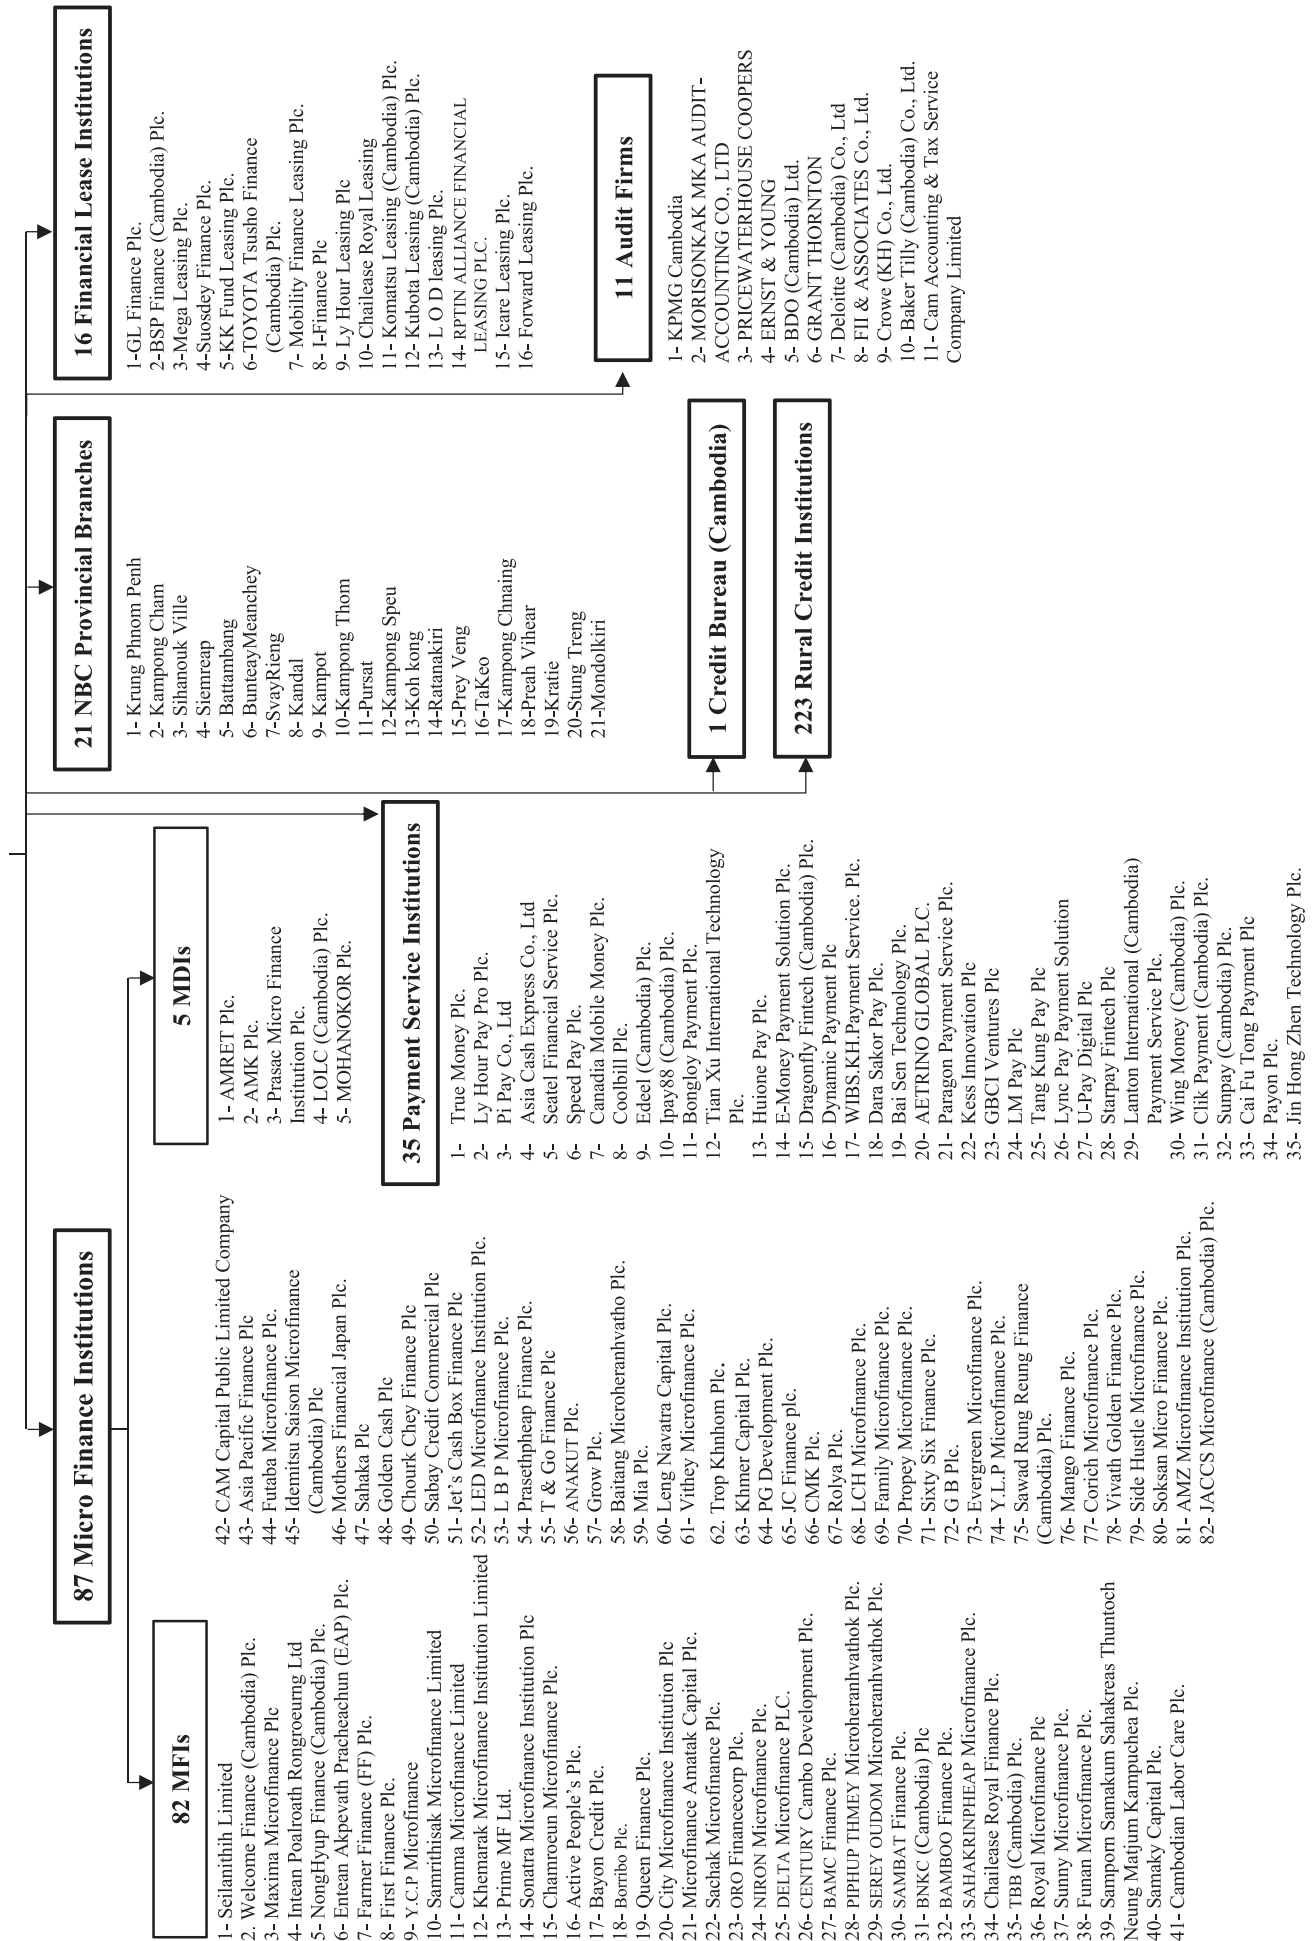 87 Micro Finance Institutions
82 MFIs
1- Seilanithih Limited
2. Welcome Finance (Cambodia) Plc.
3- Maxima Microfinance Plc
4- Intean Poalroath Rongroeurng Ltd
5- NongHyup Finance (Cambodia) Plc.
6- Entean Akpevath Pracheachun (EAP) Plc.
7- Farmer Finance (FF) Plc.
8- First Finance Plc.
9- Y.C.P Microfinance
10- Samrithisak Microfinance Limited
11- Camma Microfinance Limited
12- Khemarak Microfinance Institution Limited
13- Prime MF Ltd.
14- Sonatra Microfinance Institution Plc
15- Chamroeun Microfinance Plc.
16- Active People's Plc.
17- Bayon Credit Plc.
18- Borribo Plc.
19- Queen Finance Plc.
20- City Microfinance Institution Plc
21- Microfinance Amatak Capital Plc.
22- Sachak Microfinance Plc.
23- ORO Financecorp Plc.
24- NIRON Microfinance Plc.
25- DELTA Microfinance PLC.
26- CENTURY Cambo Development Plc.
27- BAMC Finance Plc.
28- PIPHUP THMEY Microheranhvathok Plc.
29- SEREY OUDOM Microheranhvathok Plc.
30- SAMBAT Finance Plc.
31- BNKC (Cambodia) Plc
32- BAMBOO Finance Plc.
33- SAHAKRINPHEAP Microfinance Plc.
34- Chailease Royal Finance Plc.
35- TBB (Cambodia) Plc.
36- Royal Microfinance Plc
37- Sunny Microfinance Plc.
38- Funan Microfinance Plc.
39- Samporn Samakum Sahakreas Thuntoch
Neung Matjum Kampuchea Plc.
40- Samaky Capital Plc.
41- Cambodian Labor Care Plc.
42- CAM Capital Public Limited Company
43- Asia Pacific Finance Plc
44- Futaba Microfinance Plc.
45- Idemitsu Saison Microfinance
(Cambodia) Plc
46- Mothers Financial Japan Plc.
47- Sahaka Plc
48- Golden Cash Plc
49- Chourk Chey Finance Plc
50- Sabay Credit Commercial Plc
51- Jet's Cash Box Finance Plc
52- LED Microfinance Institution Plc.
53- L B P Microfinance Plc.
54- Prasethpheap Finance Plc.
55- T & Go Finance Plc
56- ANAKUT Plc.
57- Grow Plc.
58- Baitang Microheranhvatho Plc.
59- Mia Plc.
60- Leng Navatra Capital Plc.
61- Vithey Microfinance Plc.
62. Trop Khnhom Plc.
63- Khmer Capital Plc.
64- PG Development Plc.
65- JC Finance plc.
66- CMK Plc.
67- Rolya Plc.
68- LCH Microfinance Plc.
69- Family Microfinance Plc.
70- Propey Microfinance Plc.
71- Sixty Six Finance Plc.
72- G B Plc.
73- Evergreen Microfinance Plc.
74- Y.L.P Microfinance Plc.
75- Sawad Rung Reung Finance
(Cambodia) Plc.
76- Mango Finance Plc.
77- Corich Microfinance Plc.
78- Vivath Golden Finance Plc.
79- Side Hustle Microfinance Plc.
80- Soksan Micro Finance Plc.
81- AMZ Microfinance Institution Plc.
82- JACCS Microfinance (Cambodia) Plc.
5 MDIs
1- AMRET Plc.
2- AMK Plc.
3- Prasac Micro Finance
Institution Plc.
4- LOLC (Cambodia) Plc.
5- MOHANOKOR Plc.
35 Payment Service Institutions
1- True Money Plc.
2- Ly Hour Pay Pro Plc.
3- Pi Pay Co., Ltd
4- Asia Cash Express Co., Ltd
5- Seatel Financial Service Plc.
6- Speed Pay Plc.
7- Canadia Mobile Money Plc.
8- Coolbill Plc.
9- Edeel (Cambodia) Plc.
10- Ipay88 (Cambodia) Plc.
11- Bongloy Payment Plc.
12- Tian Xu International Technology
Plc.
13- Huione Pay Plc.
14- E-Money Payment Solution Plc.
15- Dragonfly Fintech (Cambodia) Plc.
16- Dynamic Payment Plc
17- WIBS.KH.Payment Service. Plc.
18- Dara Sakor Pay Plc.
19- Bai Sen Technology Plc.
20- AETRINO GLOBAL PLC.
21- Paragon Payment Service Plc.
22- Kess Innovation Plc
23- GBCI Ventures Plc
24- LM Pay Plc
25- Tang Kung Pay Plc
26- Lync Pay Payment Solution
27- U-Pay Digital Plc
28- Starpay Fintech Plc
29- Lanton International (Cambodia)
Payment Service Plc.
30- Wing Money (Cambodia) Plc.
31- Clik Payment (Cambodia) Plc.
32- Sunpay (Cambodia) Plc.
33- Cai Fu Tong Payment Plc
34- Payon Plc.
35- Jin Hong Zhen Technology Plc.
21 NBC Provincial Branches
1- Krung Phnom Penh
2- Kampong Cham
3- Sihanouk Ville
4- Siemreap
5- Battambang
6- BunteayMeanchey
7-SvayRieng
8- Kandal
9- Kampot
10-Kampong Thom
11-Pursat
12-Kampong Speu
13-Koh kong
14-Ratanakiri
15-Prey Veng
16-TaKeo
17-Kampong Chnaing
18-Preah Vihear
19-Kratie
20-Stung Treng
21-Mondolkiri
1 Credit Bureau (Cambodia)
223 Rural Credit Institutions
16 Financial Lease Institutions
1-GL Finance Plc.
2-BSP Finance (Cambodia) Plc.
3-Mega Leasing Plc.
4-Suosdey Finance Plc.
5-KK Fund Leasing Plc.
6-TOYOTA Tsusho Finance
(Cambodia) Plc.
7- Mobility Finance Leasing Plc.
8- I-Finance Plc
9- Ly Hour Leasing Plc
10- Chailease Royal Leasing
11- Komatsu Leasing (Cambodia) Plc.
12- Kubota Leasing (Cambodia) Plc.
13- L O D leasing Plc.
14- RPTIN ALLIANCE FINANCIAL
LEASING PLC.
15- Icare Leasing Plc.
16- Forward Leasing Plc.
11 Audit Firms
1- KPMG Cambodia
2- MORISONKAK MKA AUDIT-
ACCOUNTING CO., LTD
3- PRICEWATERHOUSE COOPERS
4- ERNST & YOUNG
5- BDO (Cambodia) Ltd.
6- GRANT THORNTON
7- Deloitte (Cambodia) Co., Ltd
8- FII & ASSOCIATES Co., Ltd.
9- Crowe (KH) Co., Ltd.
10- Baker Tilly (Cambodia) Co., Ltd.
11- Cam Accounting & Tax Service
Company Limited